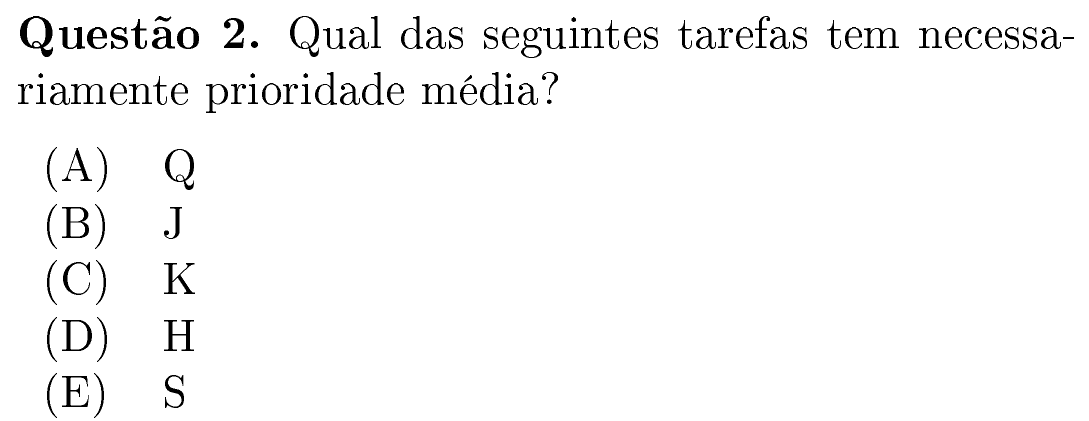 Questão 2. Qual das seguintes tarefas tem necessa-
riamente prioridade média?
(A) Q
(B) J
(C) K
(D) H
(E) S